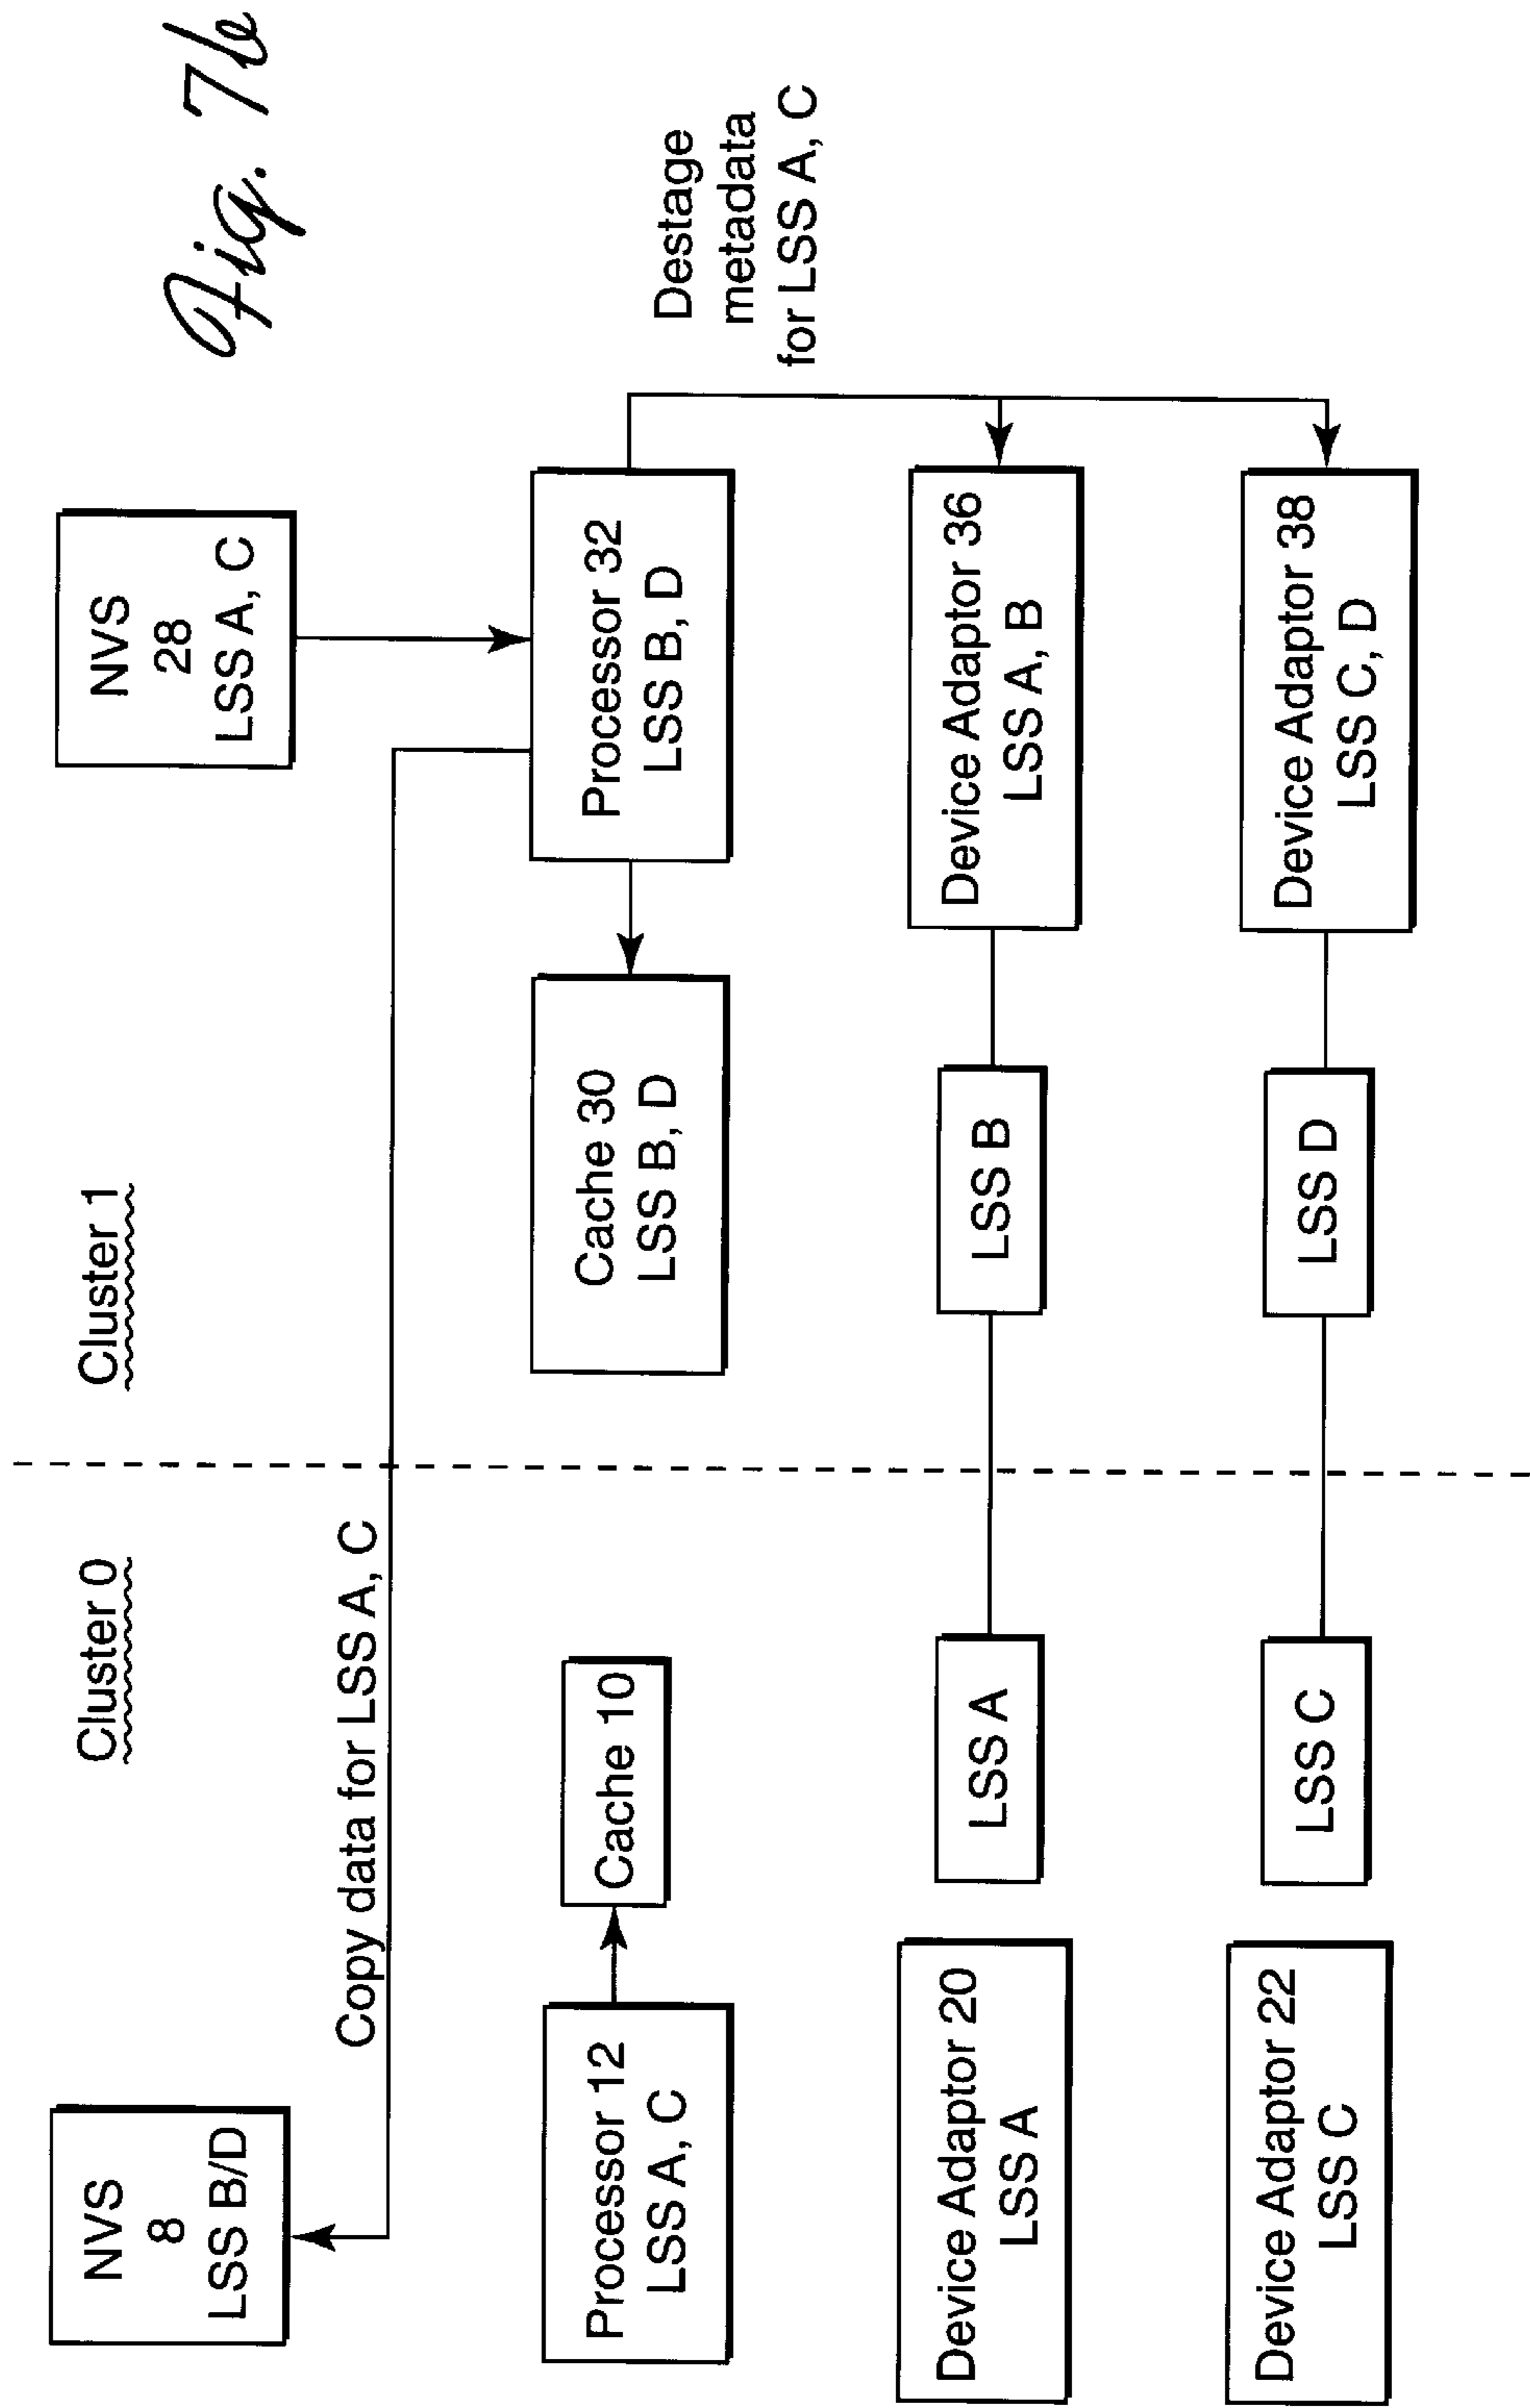 Cluster 0
Cluster 1
Fig. 7b
NVS
8
LSS B/D
NVS
28
LSS A, C
Copy data for LSS A, C
Processor 12
LSS A, C
Cache 10
Cache 30
LSS B, D
Processor 32
LSS B, D
Destage
metadata
for LSS A, C
Device Adaptor 20
LSS A
LSS A
LSS B
Device Adaptor 36
LSS A, B
Device Adaptor 22
LSS C
LSS C
LSS D
Device Adaptor 38
LSS C, D